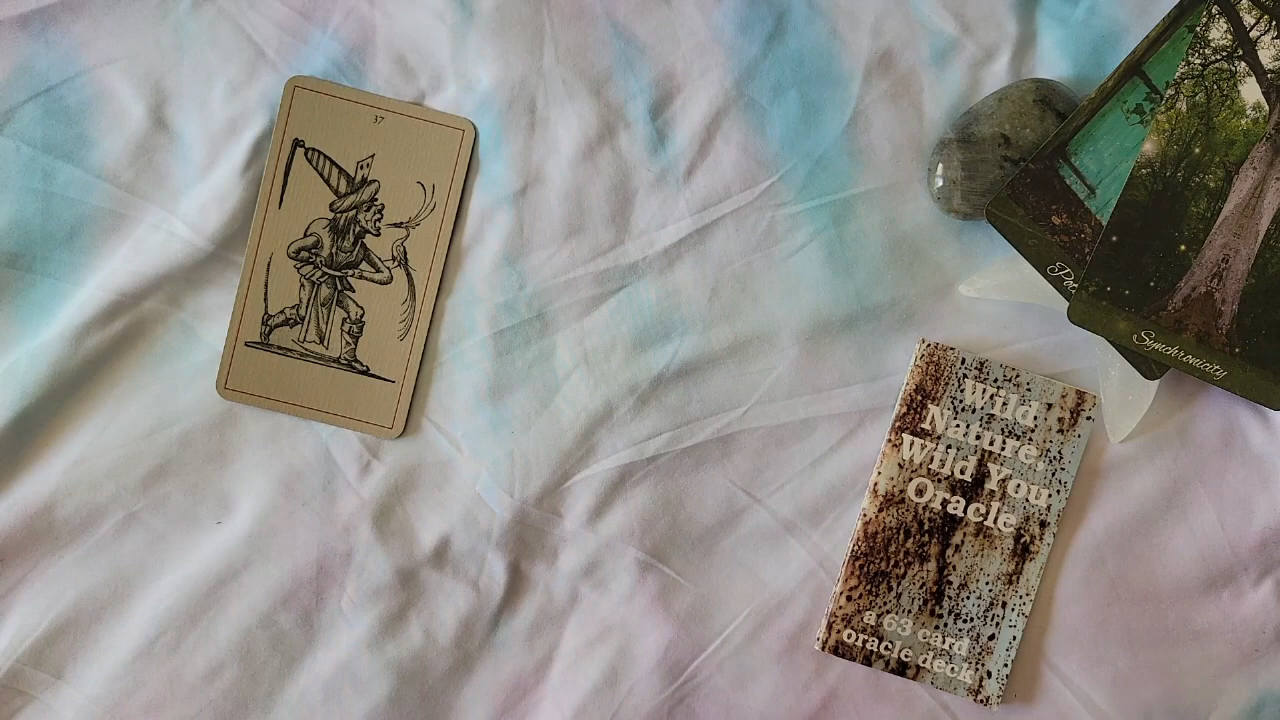 37
Synchronicity
Wild
Nature,
Wild You
Oracle
a 63 card
oracle deck